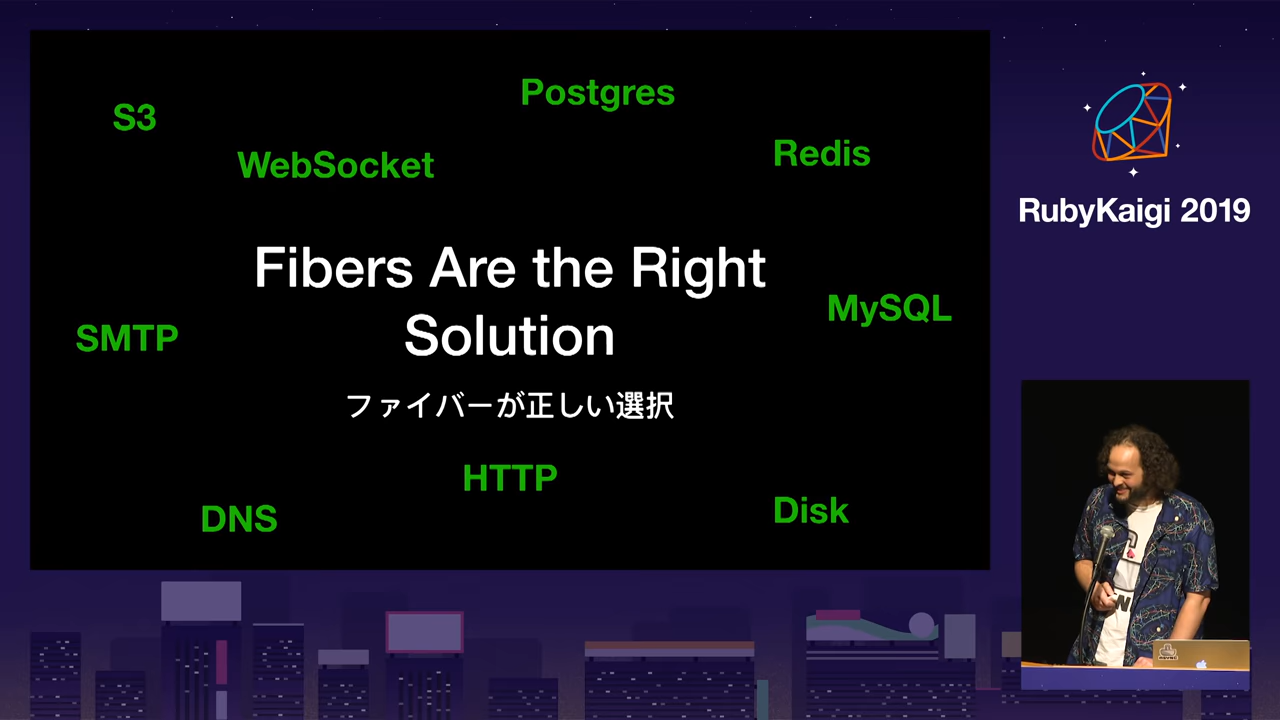 Postgres
S3
Redis
WebSocket
RubyKaigi 2019
Fibers Are the Right
Solution
MySQL
SMTP
ファイバーが正しい選択
HTTP
DNS
Disk